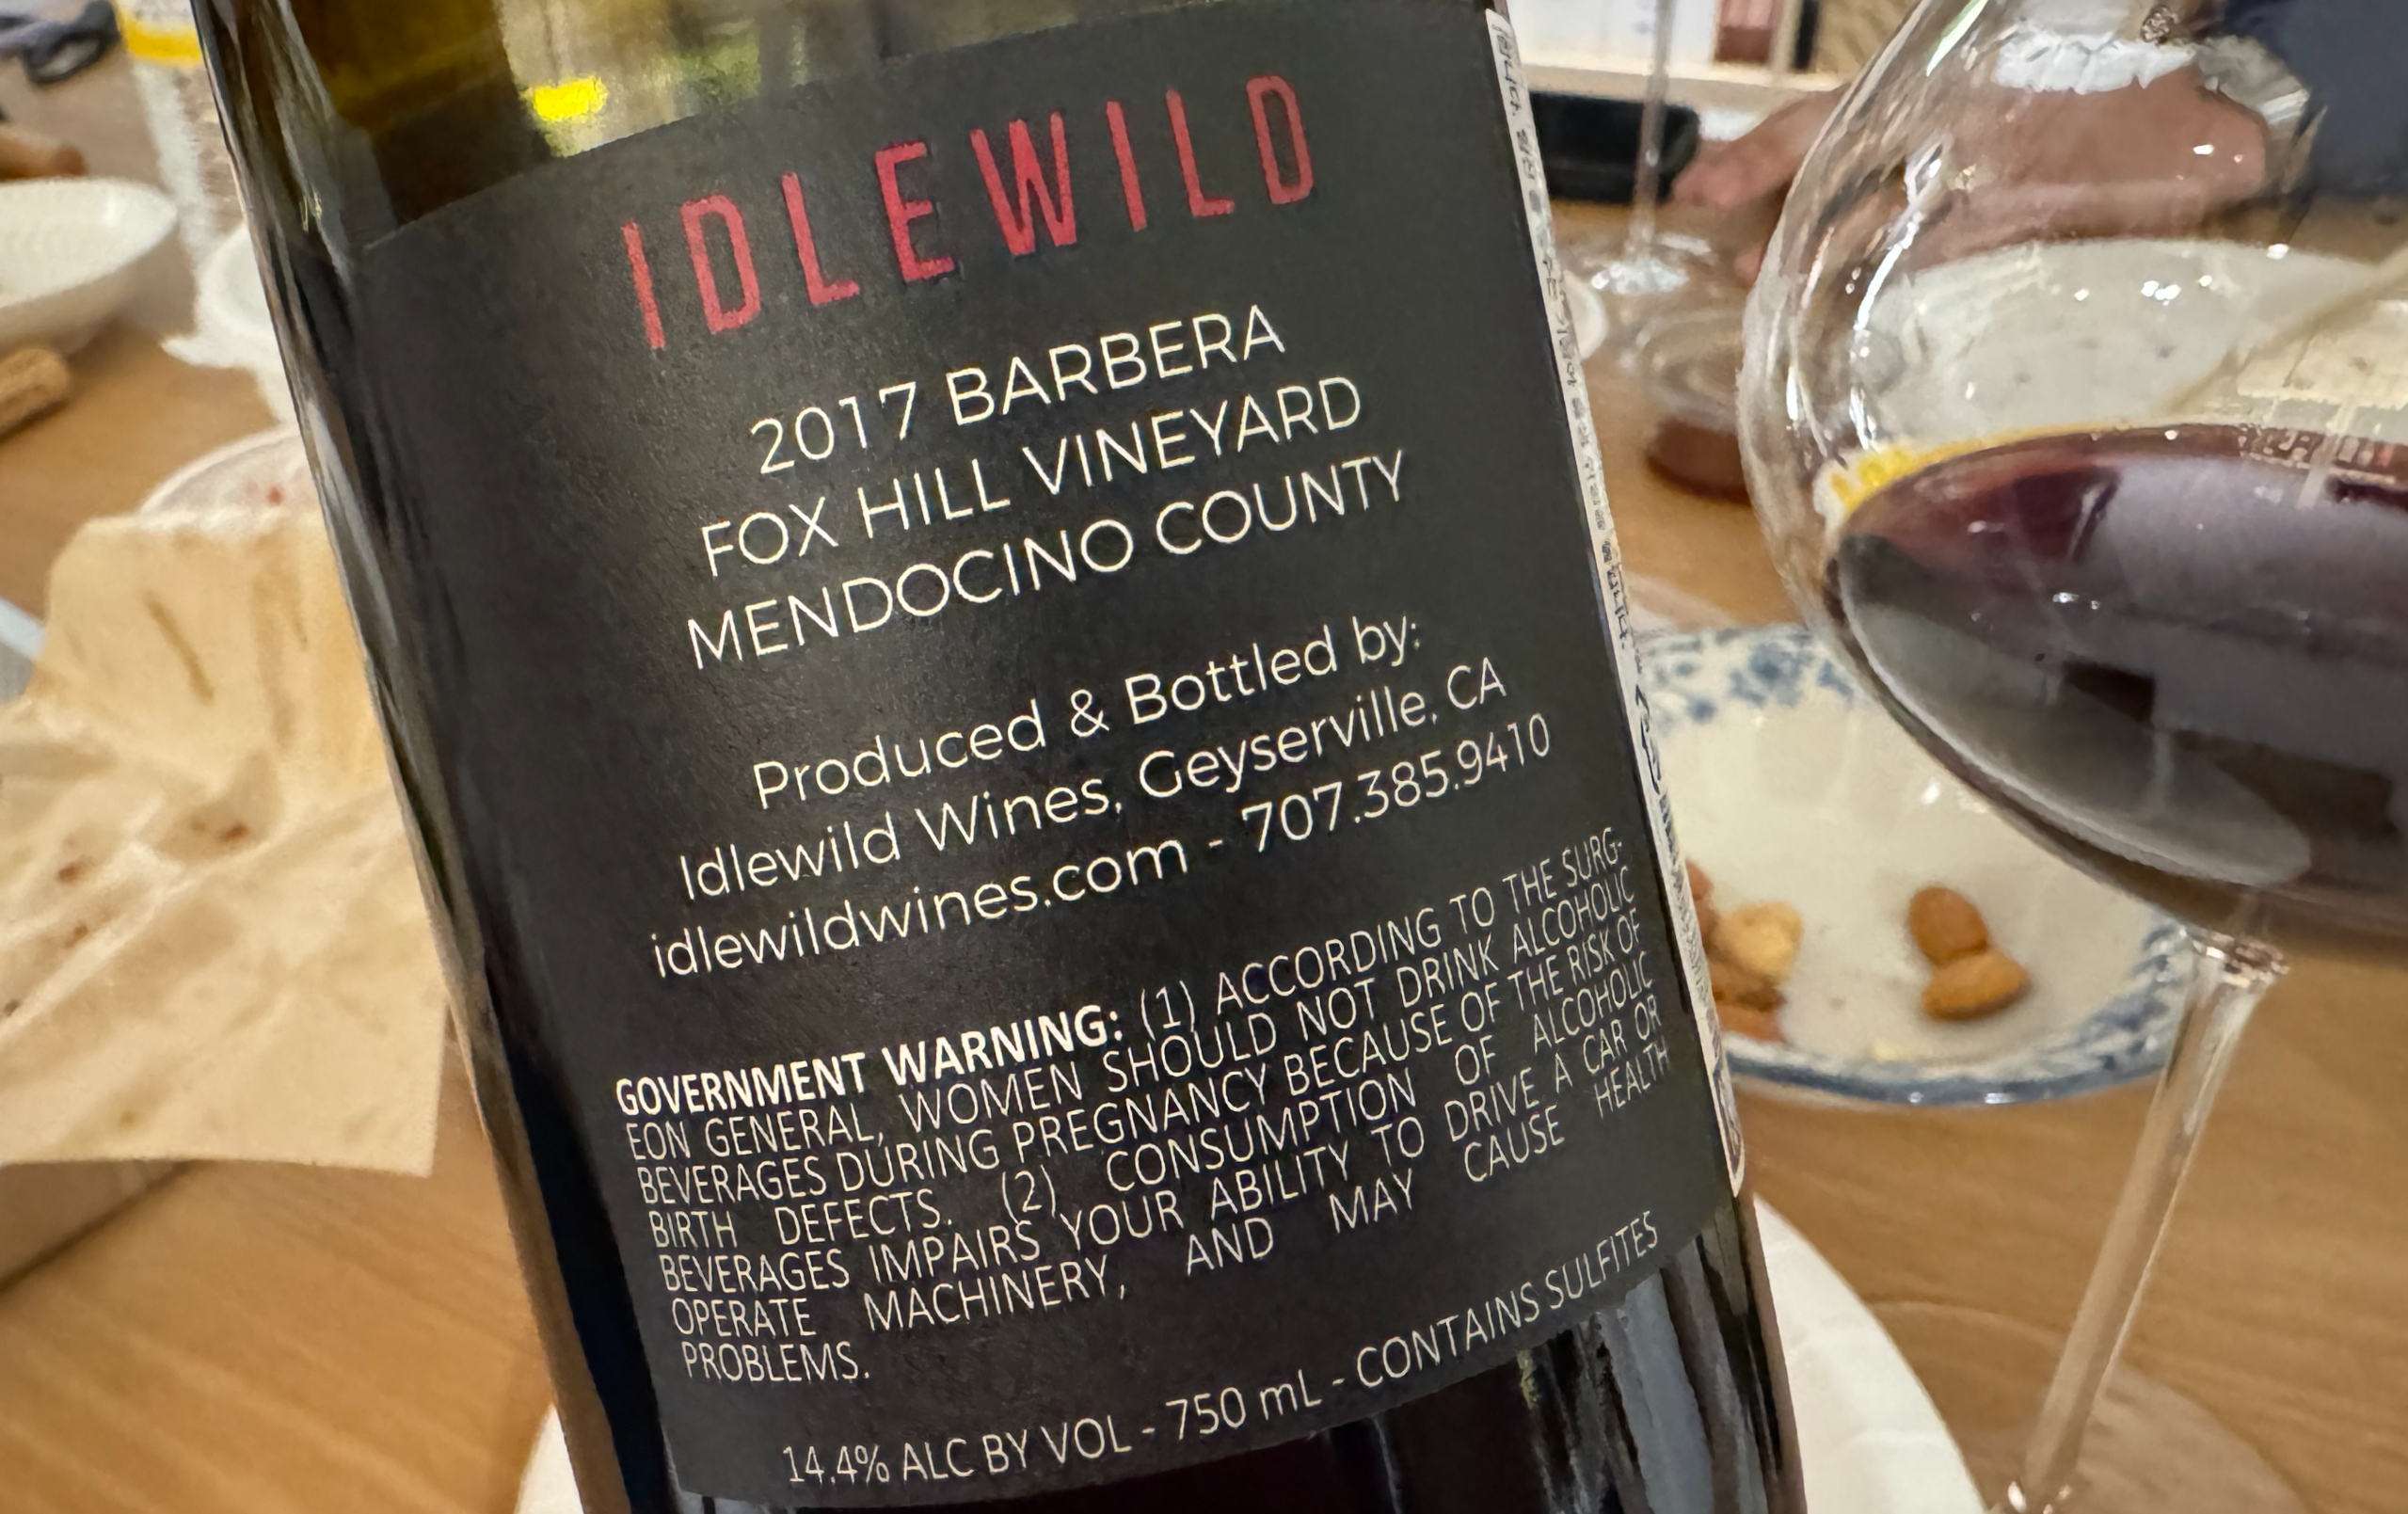 IDLEWILD
2017 BARBERA
FOX HILL VINEYARD
MENDOCINO COUNTY
Produced & Bottled by:
Idlewild Wines, Geyserville, CA
idlewildwines.com - 707.385.9410
GOVERNMENT WARNING: (1) ACCORDING TO THE SURG-
EON GENERAL, WOMEN SHOULD NOT DRINK ALCOHOLIC
BEVERAGES DURING PREGNANCY BECAUSE OF THE RISK OF
BIRTH DEFECTS. (2) CONSUMPTION OF ALCOHOLIC
BEVERAGES IMPAIRS YOUR ABILITY TO DRIVE A CAR OR
OPERATE MACHINERY, AND MAY CAUSE HEALTH
PROBLEMS.
14.4% ALC BY VOL - 750 mL - CONTAINS SULFITES